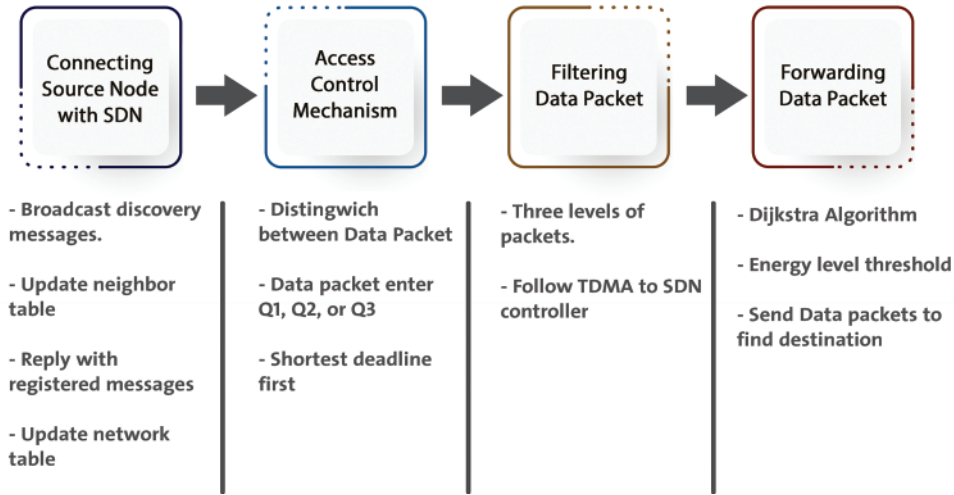 Connecting
Source Node
with SDN
Access
Control
Mechanism
Filtering
Data Packet
Forwarding
Data Packet
- Broadcast discovery
messages.
- Update neighbor
table
- Reply with
registered messages
- Update network
table
- Distingwich
between Data Packet
- Data packet enter
Q1, Q2, or Q3
- Shortest deadline
first
- Three levels of
packets.
- Follow TDMA to SDN
controller
- Dijkstra Algorithm
- Energy level threshold
- Send Data packets to
find destination